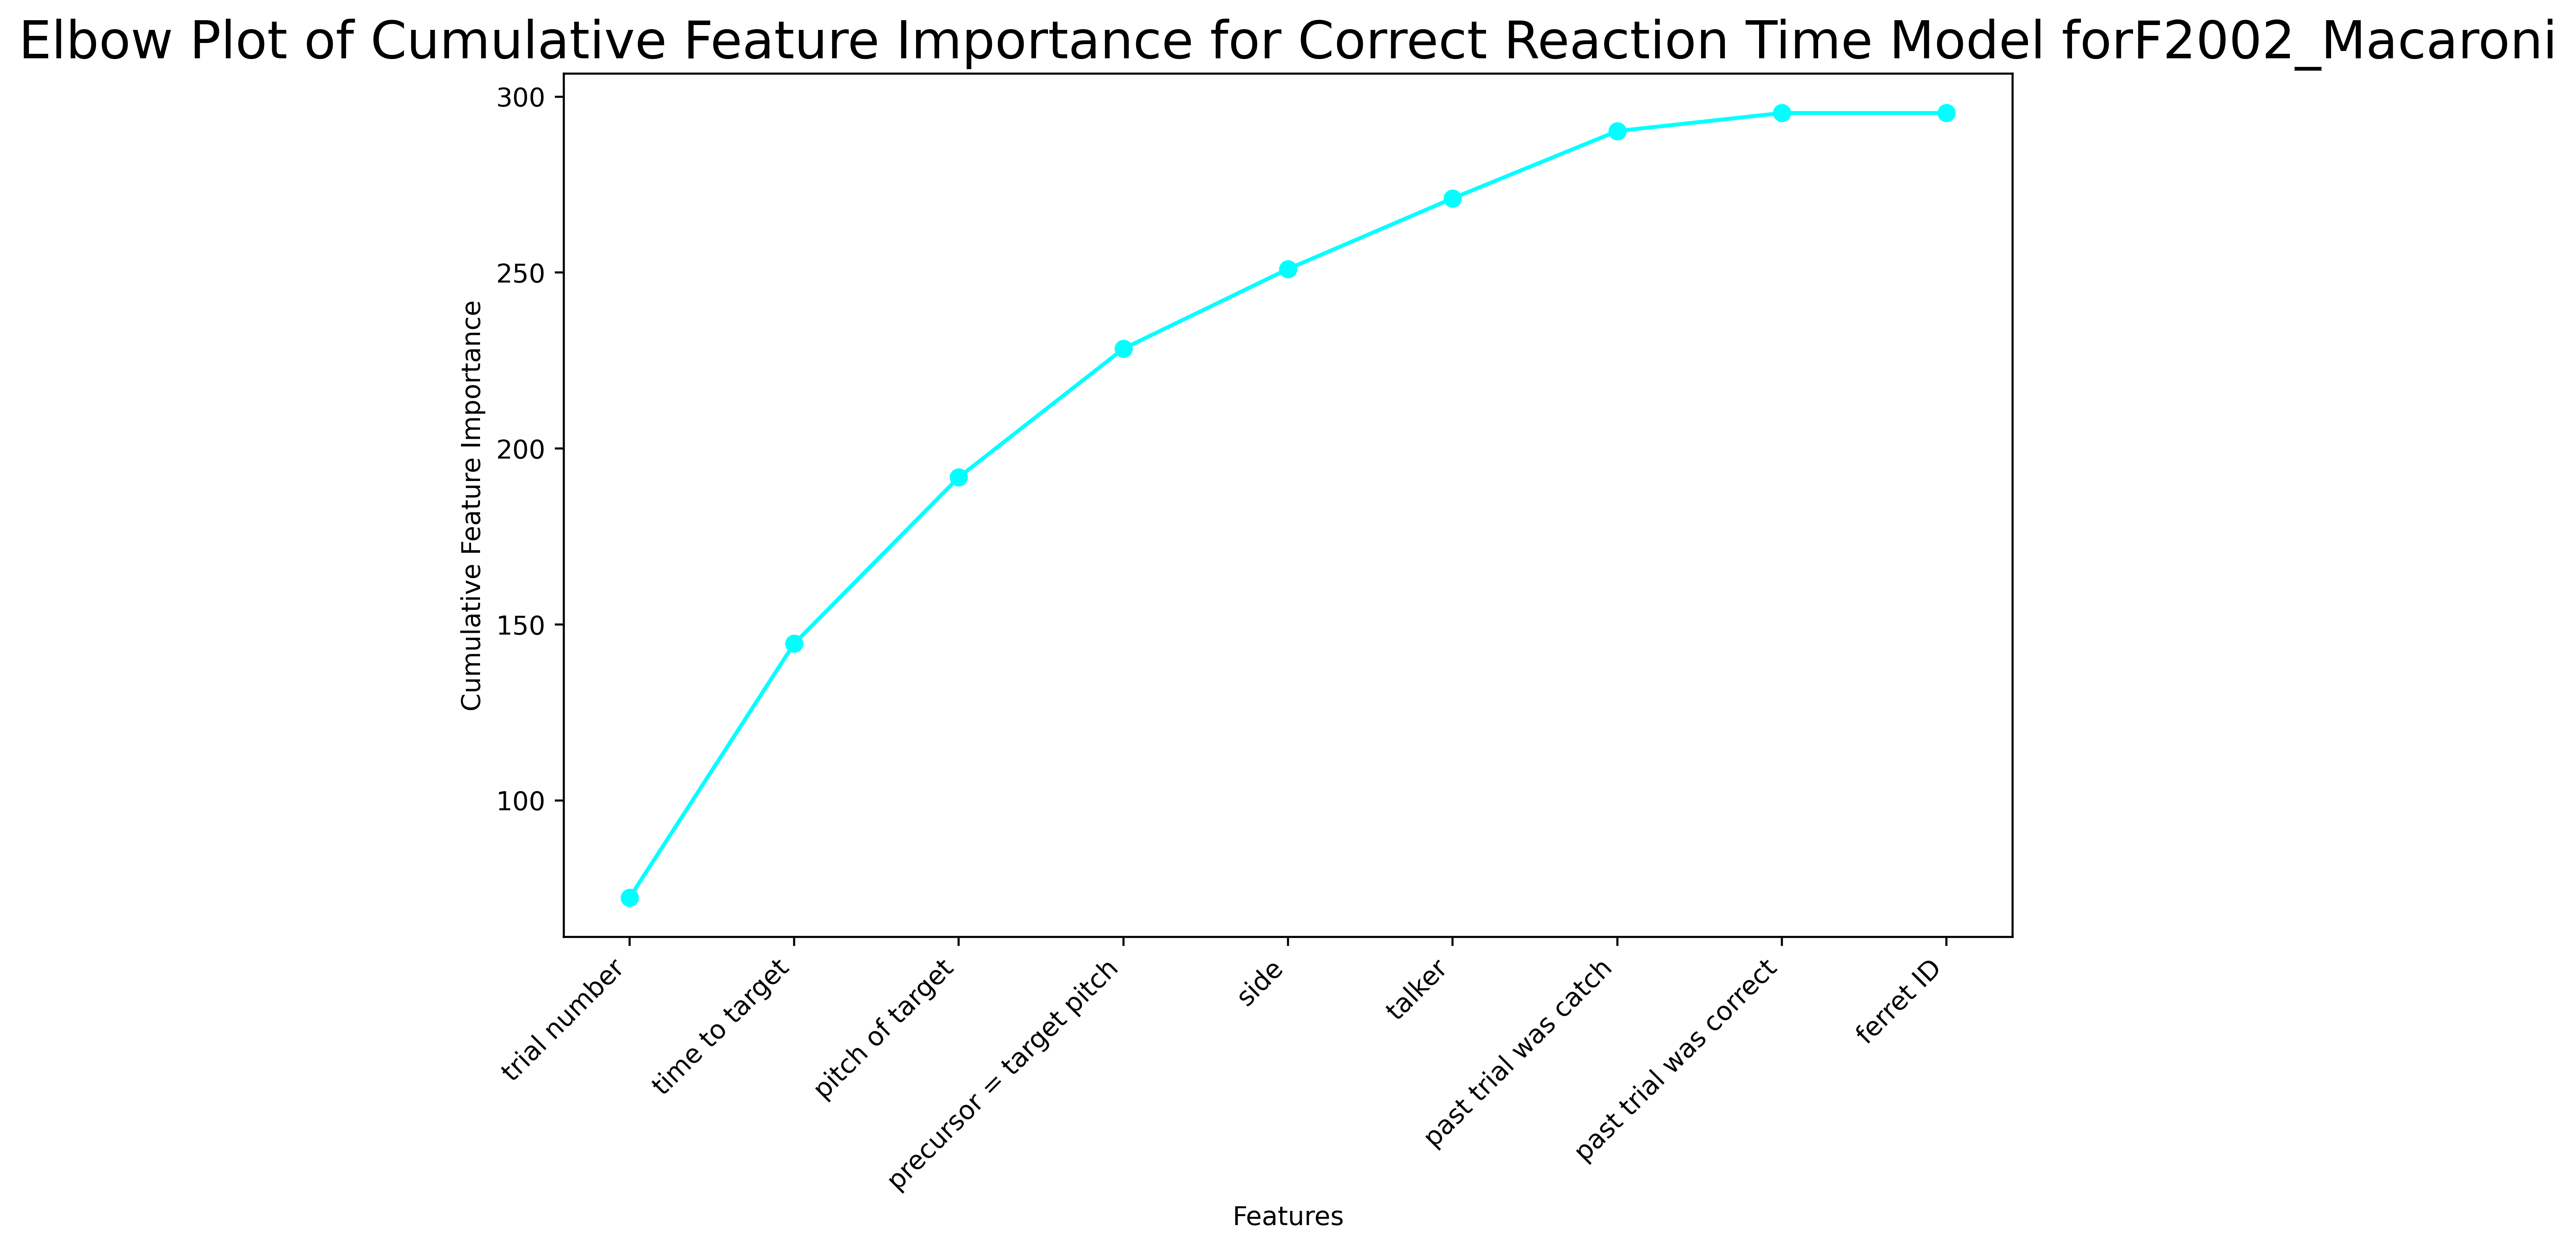 Elbow Plot of Cumulative Feature Importance for Correct Reaction Time Model forF2002_Macaroni
300
250
200
150
100
Cumulative Feature Importance
trial number
time to target
pitch of target
precursor = target pitch
side
talker
past trial was catch
past trial was correct
ferret ID
Features